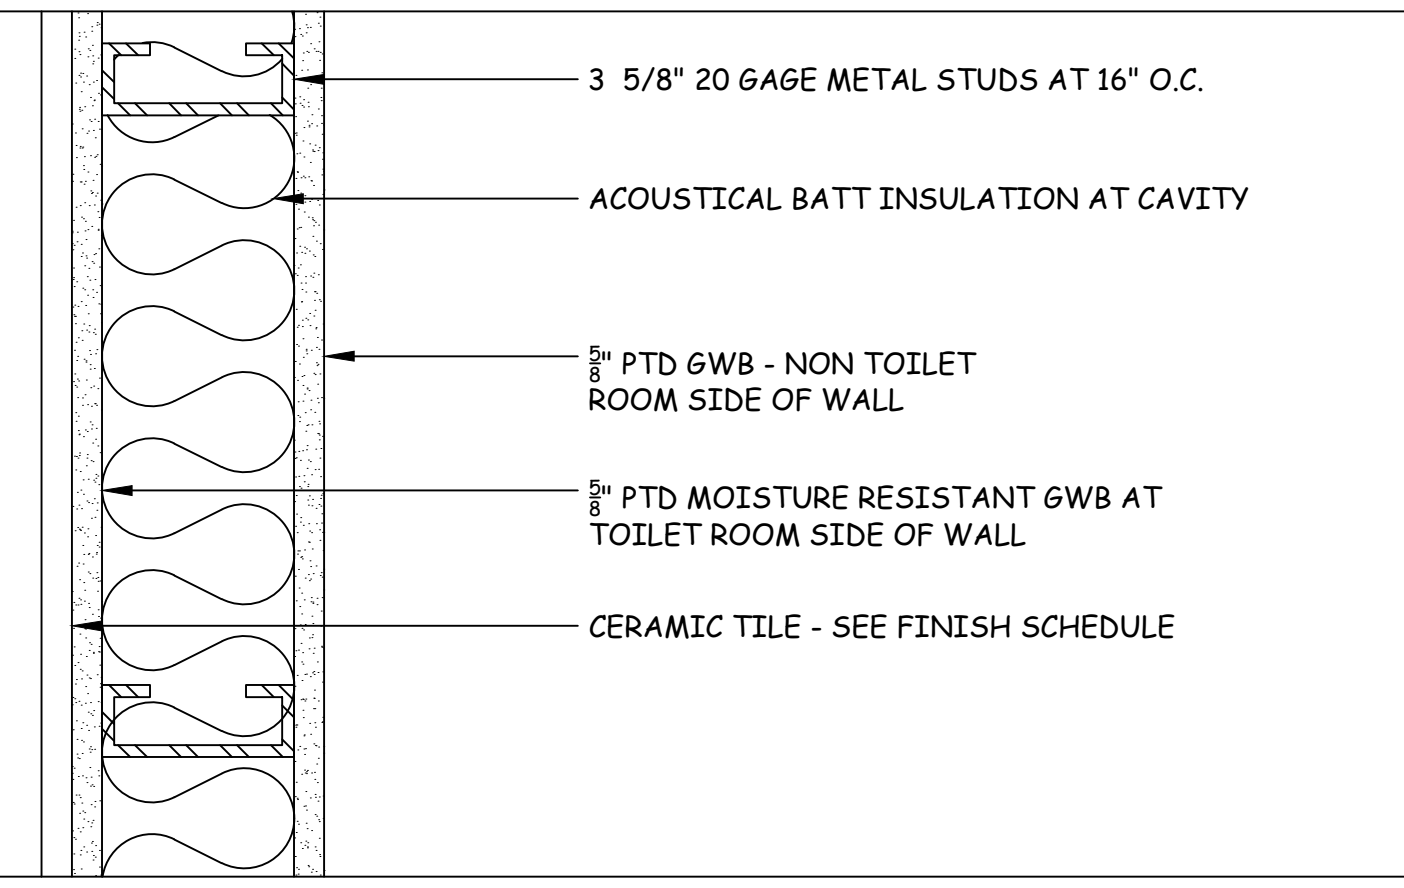 3 5/8" 20 GAGE METAL STUDS AT 16" O.C.
ACOUSTICAL BATT INSULATION AT CAVITY
5/8" PTD GWB - NON TOILET
ROOM SIDE OF WALL
5/8" PTD MOISTURE RESISTANT GWB AT
TOILET ROOM SIDE OF WALL
CERAMIC TILE - SEE FINISH SCHEDULE